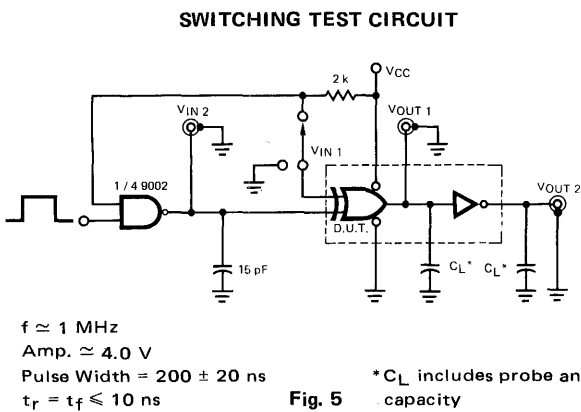 SWITCHING TEST CIRCUIT
VCC
2 k
VIN 2
VOUT 1
VIN 1
1/4 9002
VOUT 2
D.U.T.
15 pF
CL*
CL*
f ≃ 1 MHz
Amp. ≃ 4.0 V
Pulse Width = 200 ± 20 ns
tr = tf ⩽ 10 ns
Fig. 5
*CL includes probe an
capacity